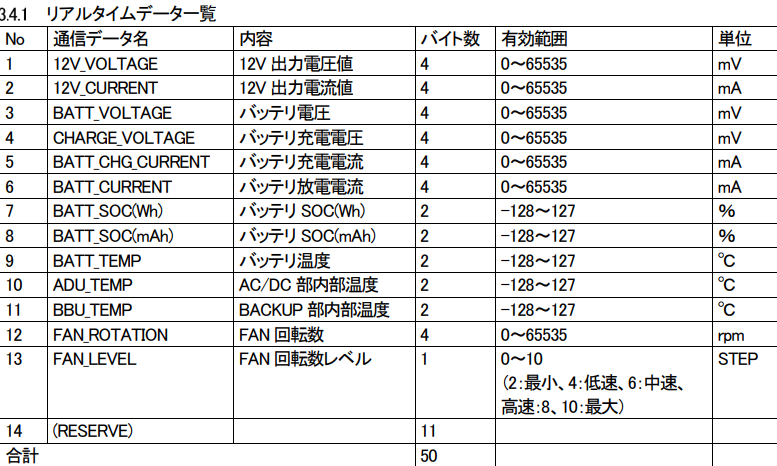 3.4.1 リアルタイムデータ一覧
No 通信データ名 内容 バイト数 有効範囲 単位
1 12V_VOLTAGE 12V 出力電圧値 4 0～65535 mV
2 12V_CURRENT 12V 出力電流値 4 0～65535 mA
3 BATT_VOLTAGE バッテリ電圧 4 0～65535 mV
4 CHARGE_VOLTAGE バッテリ充電電圧 4 0～65535 mV
5 BATT_CHG_CURRENT バッテリ充電電流 4 0～65535 mA
6 BATT_CURRENT バッテリ放電電流 4 0～65535 mA
7 BATT_SOC(Wh) バッテリ SOC(Wh) 2 -128～127 %
8 BATT_SOC(mAh) バッテリ SOC(mAh) 2 -128～127 %
9 BATT_TEMP バッテリ温度 2 -128～127 ℃
10 ADU_TEMP AC/DC 部内部温度 2 -128～127 ℃
11 BBU_TEMP BACKUP 部内部温度 2 -128～127 ℃
12 FAN_ROTATION FAN 回転数 4 0～65535 rpm
13 FAN_LEVEL FAN 回転数レベル 1 0～10 STEP
(2:最小、4:低速、6:中速、
高速:8、10:最大)
14 (RESERVE) 11
合計 50